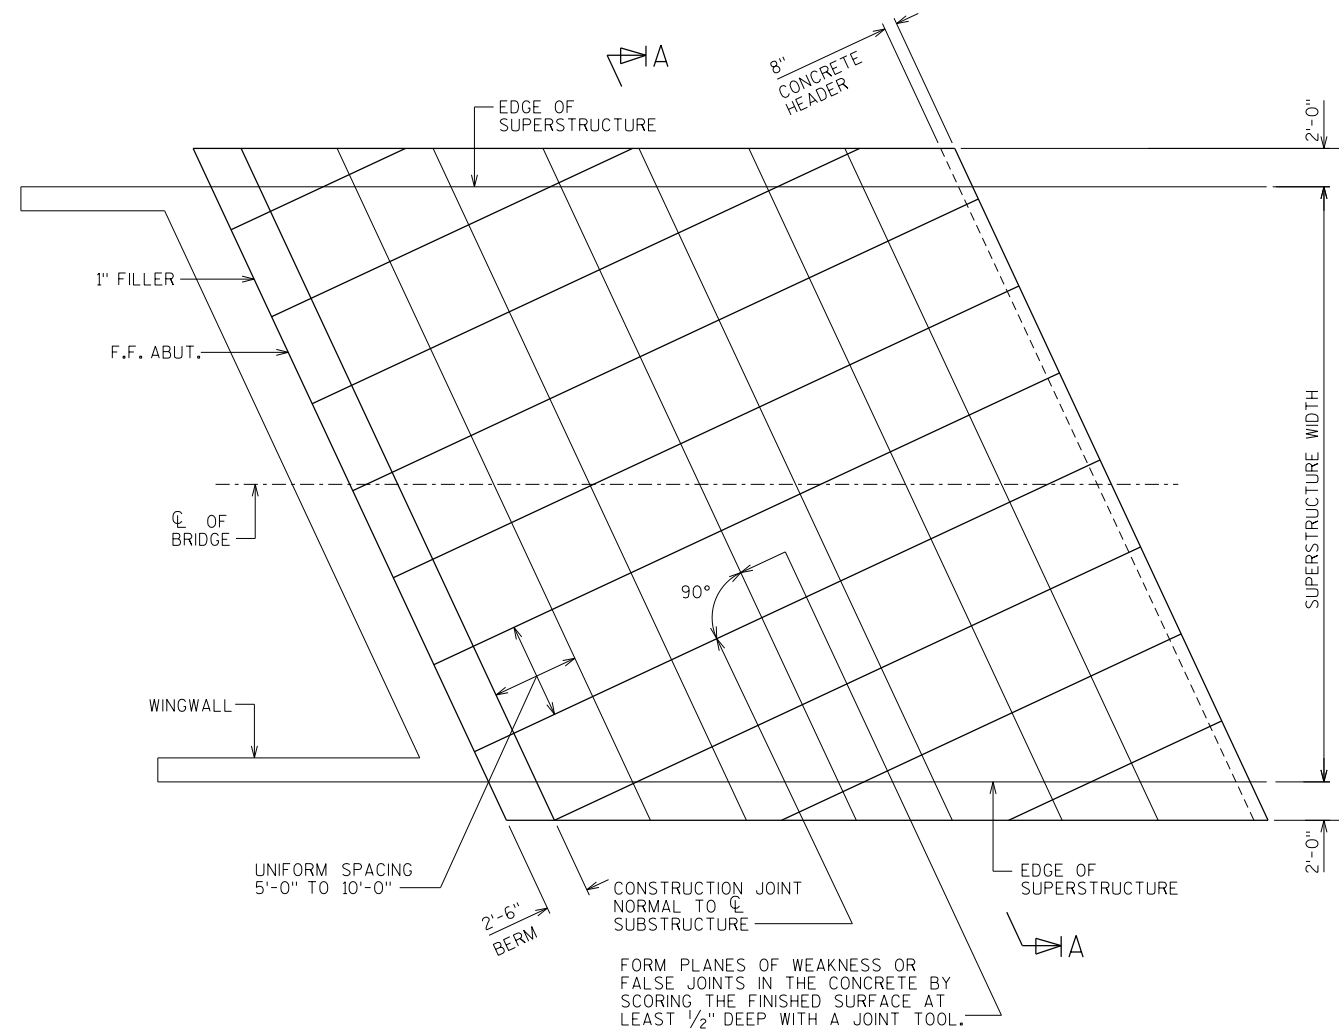 A
8"
CONCRETE
HEADER
EDGE OF
SUPERSTRUCTURE
2'-0"
1" FILLER
F.F. ABUT.
SUPERSTRUCTURE WIDTH
℄ OF
BRIDGE
90°
WINGWALL
UNIFORM SPACING
5'-0" TO 10'-0"
2'-6"
BERM
CONSTRUCTION JOINT
NORMAL TO ℄
SUBSTRUCTURE
EDGE OF
SUPERSTRUCTURE
2'-0"
A
FORM PLANES OF WEAKNESS OR
FALSE JOINTS IN THE CONCRETE BY
SCORING THE FINISHED SURFACE AT
LEAST 1/2" DEEP WITH A JOINT TOOL.